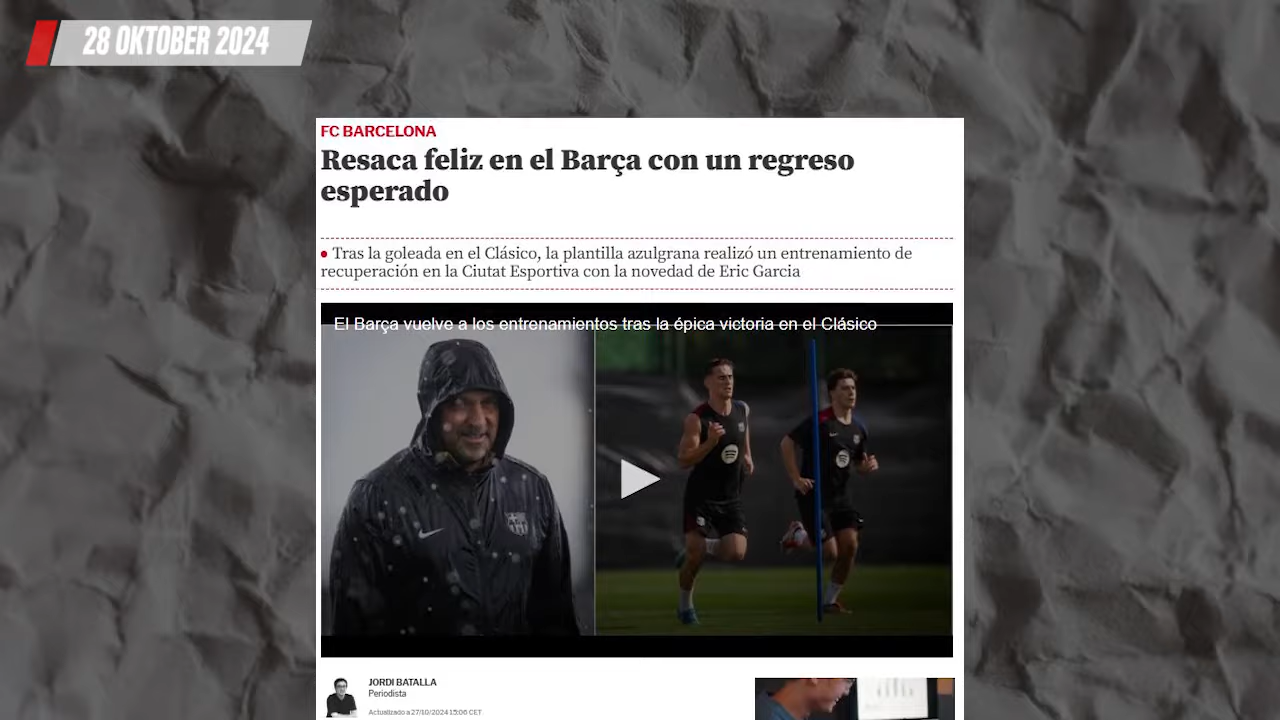 28 OKTOBER 2024
FC BARCELONA
Resaca feliz en el Barça con un regreso
esperado
• Tras la goleada en el Clásico, la plantilla azulgrana realizó un entrenamiento de
recuperación en la Ciutat Esportiva con la novedad de Eric Garcia
El Barça vuelve a los entrenamientos tras la épica victoria en el Clásico
JORDI BATALLA
Periodista
Actualizado a 27/10/2024 15:06 CET